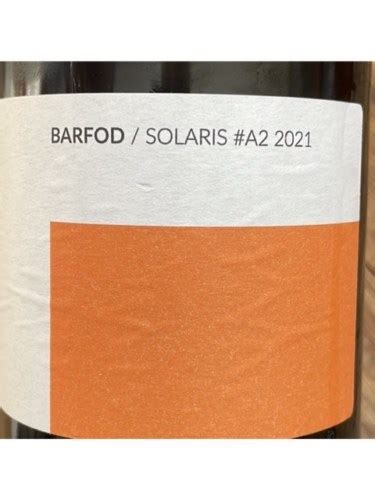 BARFOD / SOLARIS #A2 2021